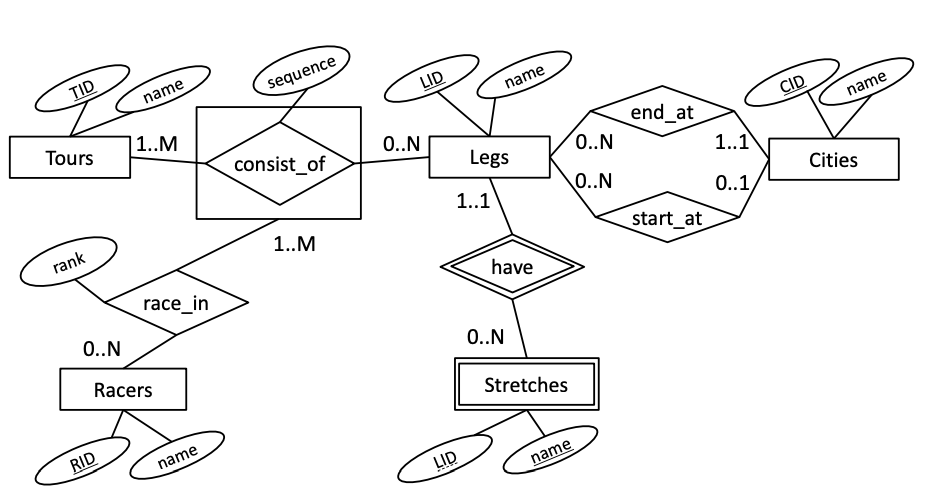 sequence
TID
name
LID
name
CID
name
end_at
Tours
1..M
consist_of
0..N
Legs
0..N
1..1
Cities
0..N
0..1
1..1
start_at
1..M
rank
have
race_in
0..N
0..N
Racers
Stretches
RID
name
LID
name